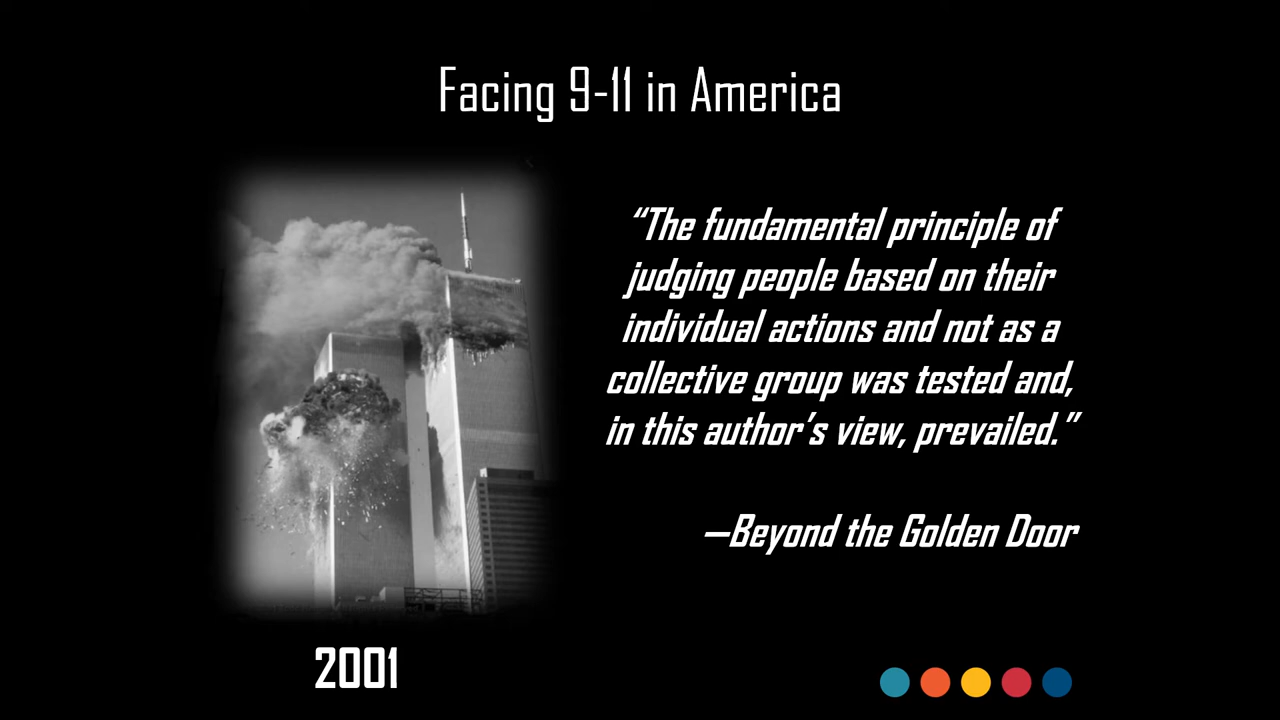 Facing 9-11 in America
“The fundamental principle of
judging people based on their
individual actions and not as a
collective group was tested and,
in this author’s view, prevailed.”
—Beyond the Golden Door
2001